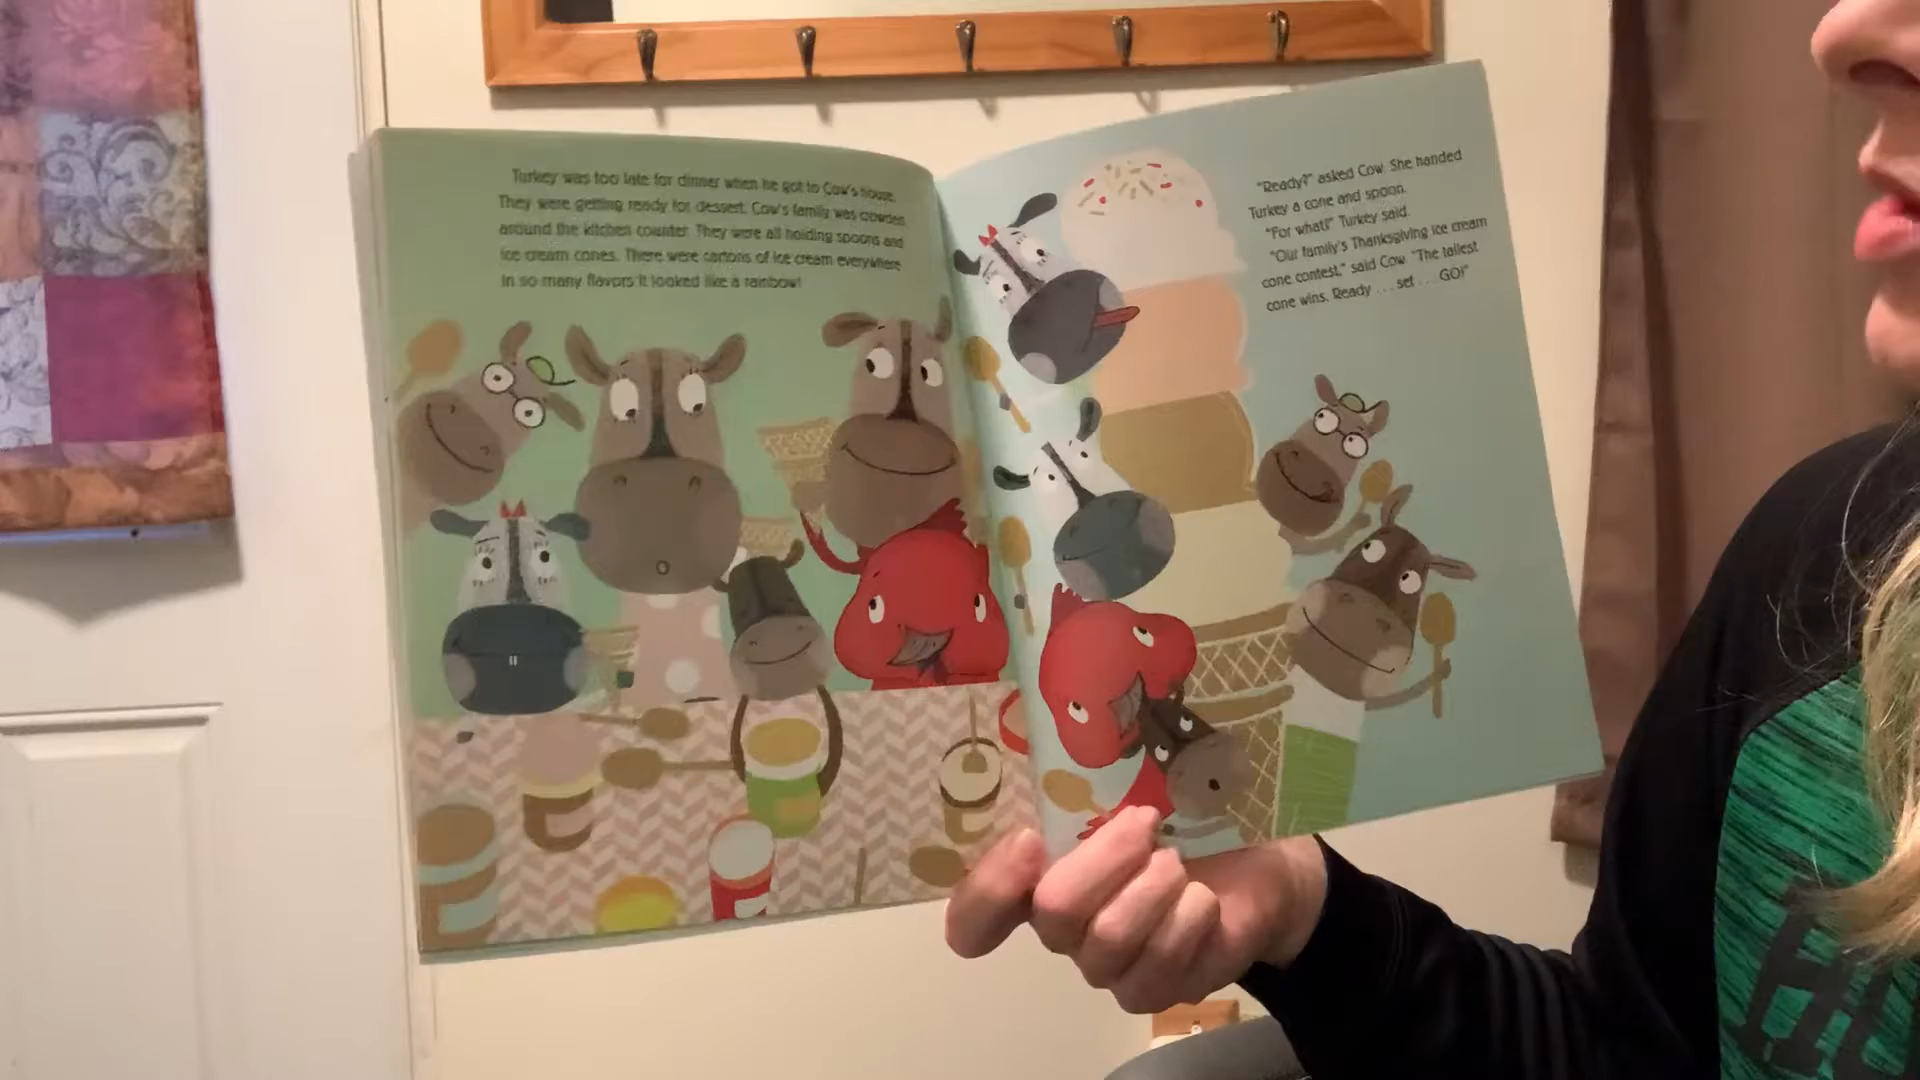 Turkey was too late for dinner when he got to Cow's house.
They were getting ready for dessert. Cow's family was crowded
around the kitchen counter. They were all holding spoons and
ice cream cones. There were cartons of ice cream everywhere
in so many flavors it looked like a rainbow!
"Ready?" asked Cow. She handed
Turkey a cone and spoon.
"For what?" Turkey said.
"Our family's Thanksgiving ice cream
cone contest," said Cow. "The tallest
cone wins. Ready . . . set . . . GO!"